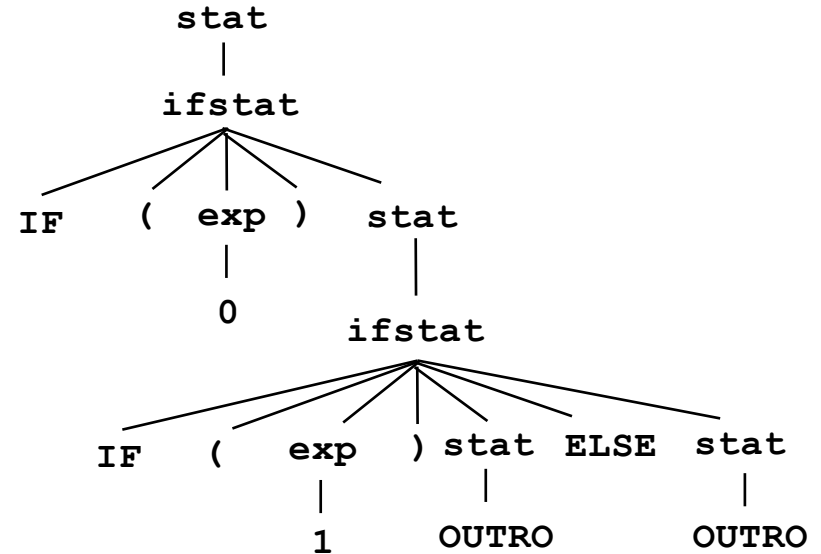 stat
ifstat
IF ( exp ) stat
0
ifstat
IF ( exp ) stat ELSE stat
1 OUTRO OUTRO